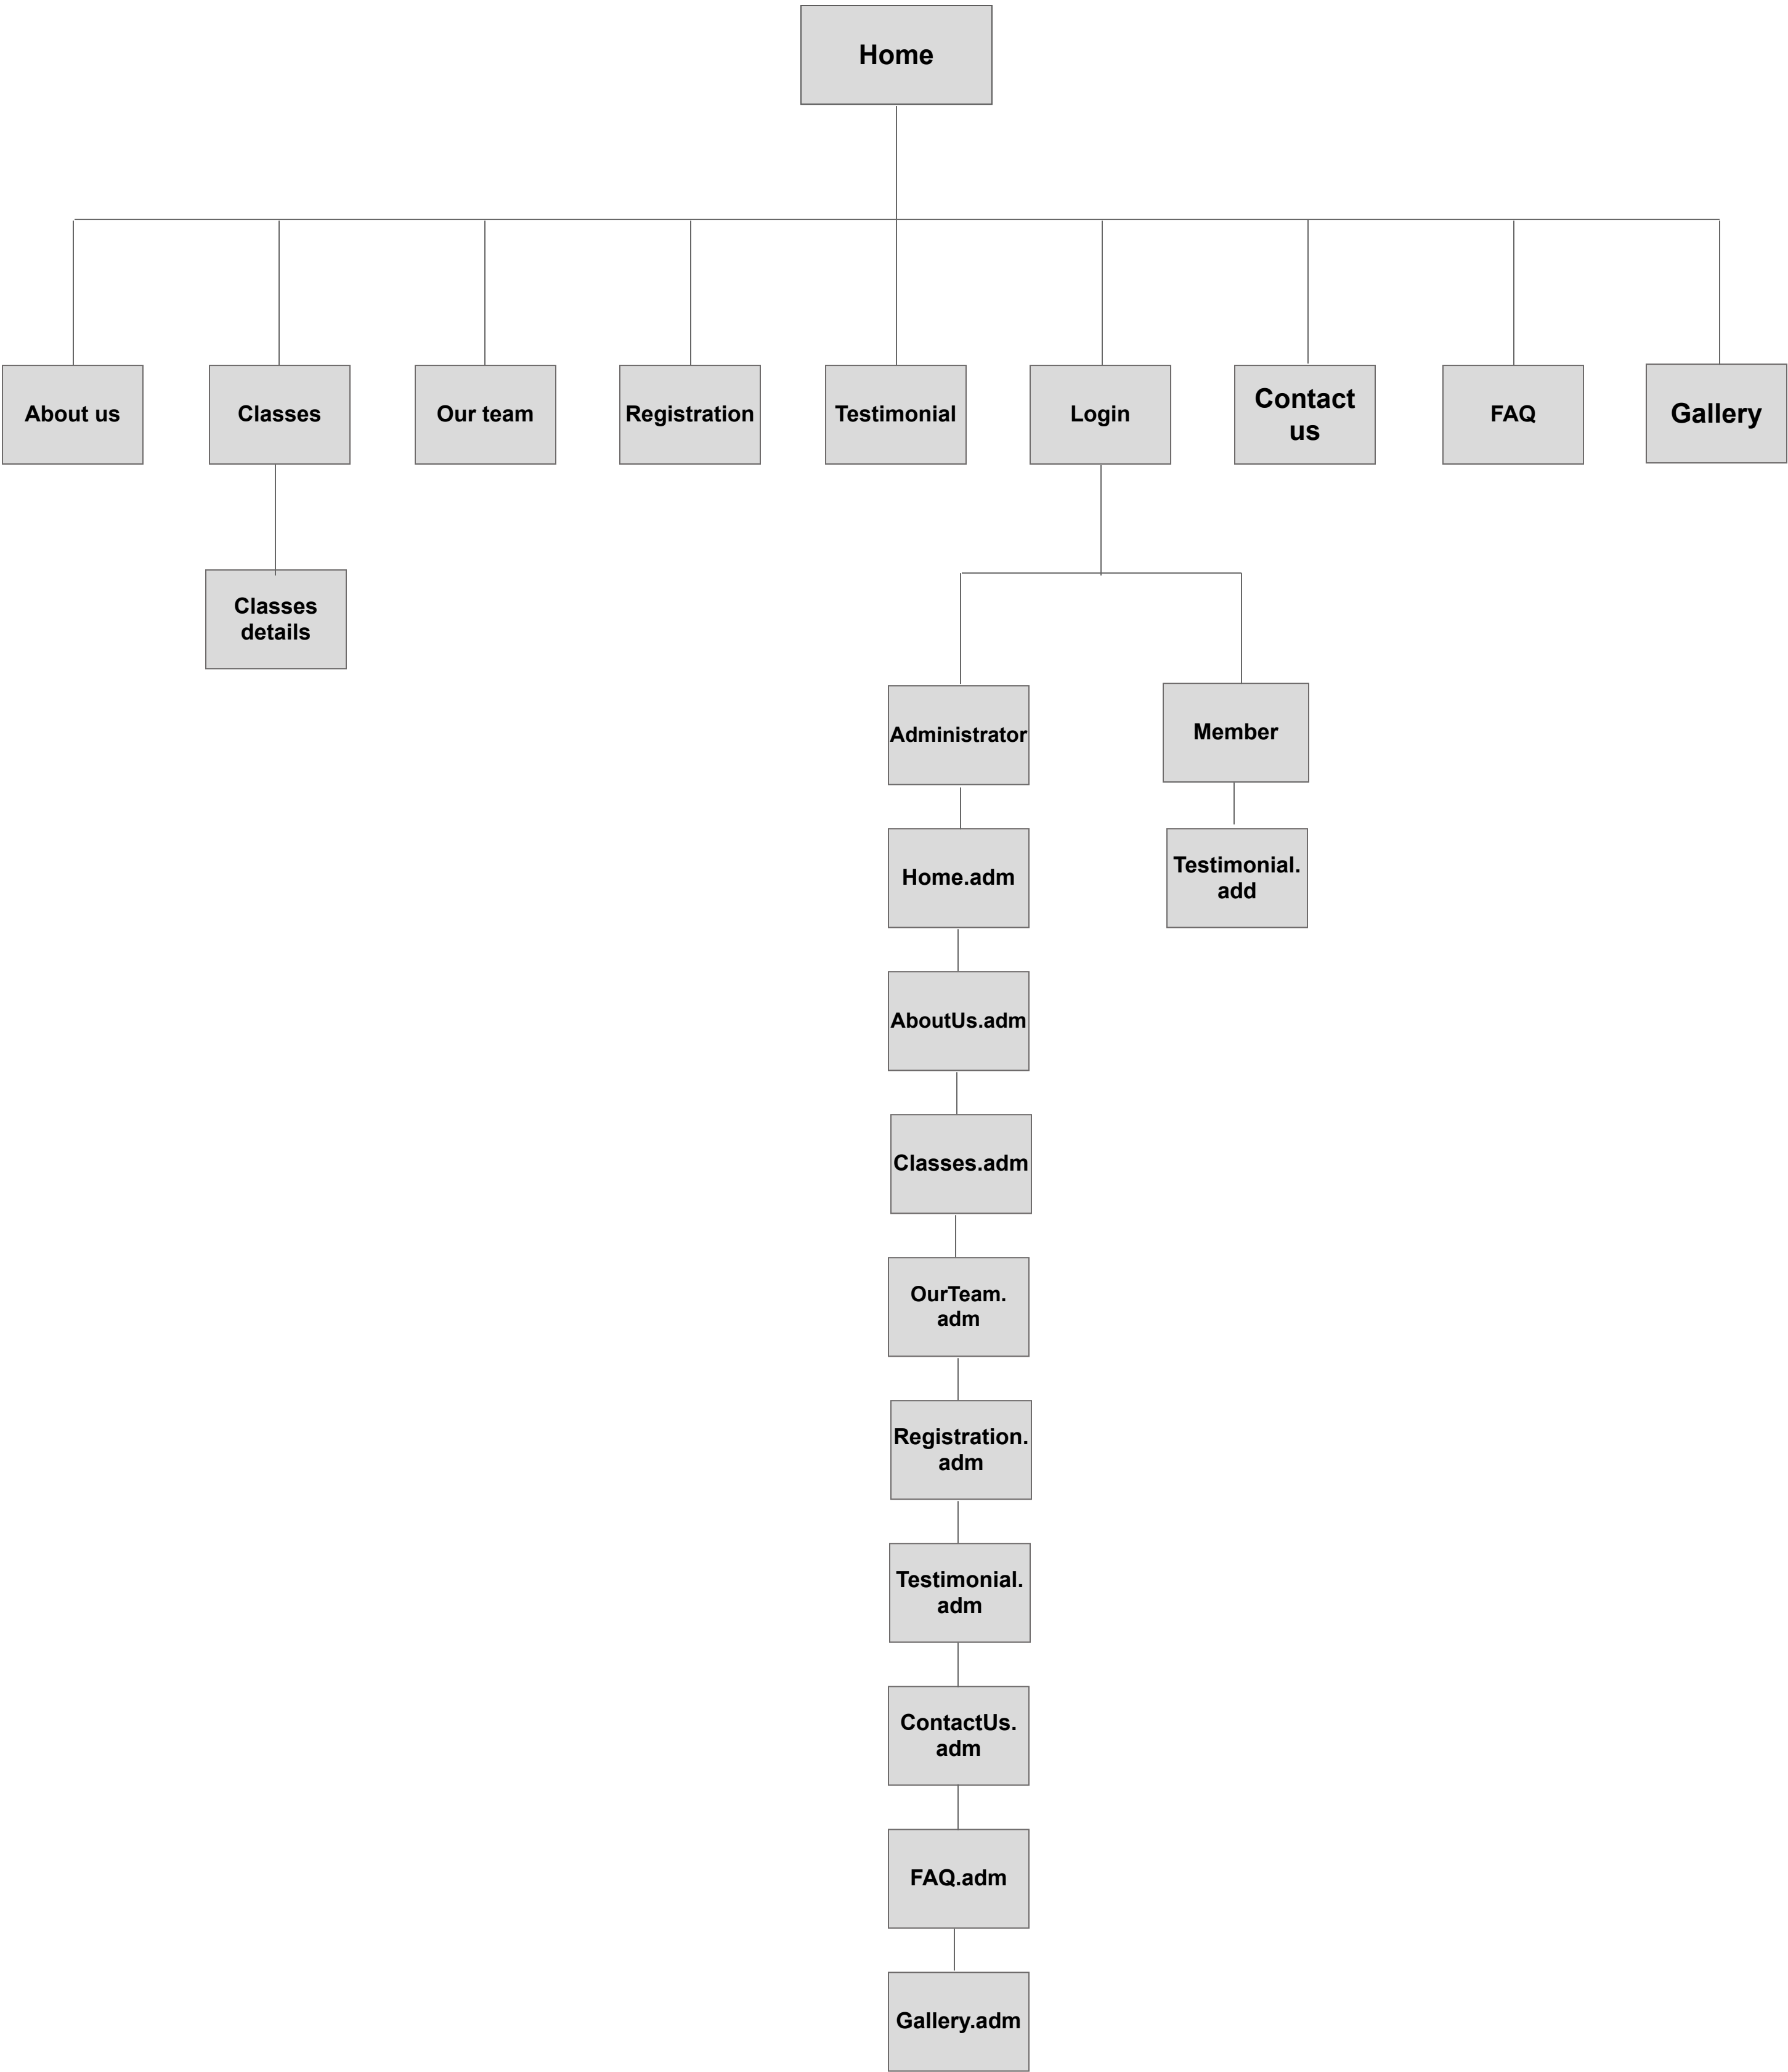 Home
About us
Classes
Our team
Registration
Testimonial
Login
Contact
us
FAQ
Gallery
Classes
details
Administrator
Member
Home.adm
Testimonial.
add
AboutUs.adm
Classes.adm
OurTeam.
adm
Registration.
adm
Testimonial.
adm
ContactUs.
adm
FAQ.adm
Gallery.adm